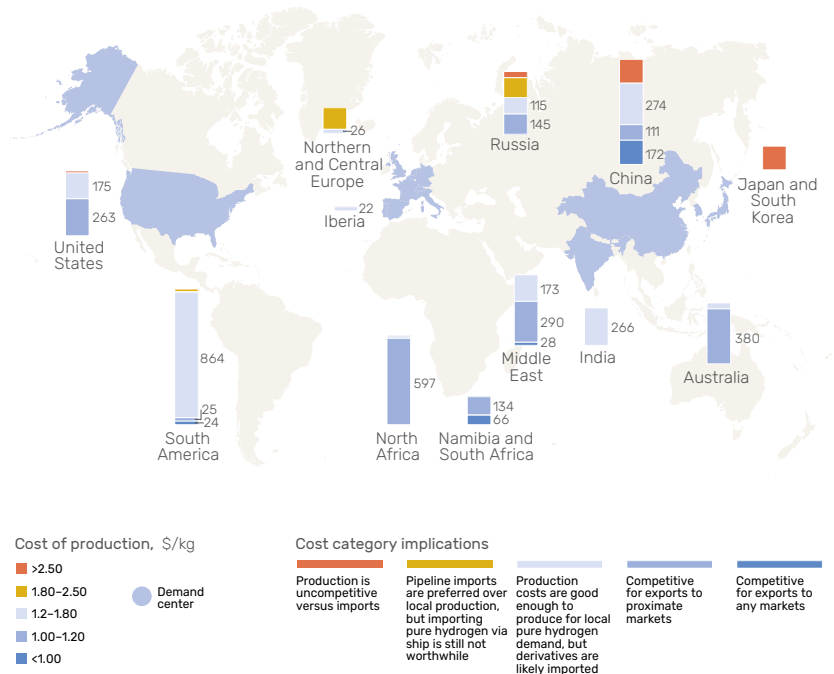 26
Northern
and Central
Europe
115
145
Russia
274
111
172
China
Japan and
South
Korea
175
263
United
States
22
Iberia
864
25
24
South
America
597
North
Africa
134
66
Namibia and
South Africa
173
290
28
Middle
East
266
India
380
Australia
Cost of production, $/kg
>2.50
1.80–2.50
1.2–1.80
1.00–1.20
<1.00
Demand
center
Cost category implications
Production is
uncompetitive
versus imports
Pipeline imports
are preferred over
local production,
but importing
pure hydrogen via
ship is still not
worthwhile
Production
costs are good
enough to
produce for local
pure hydrogen
demand, but
derivatives are
likely imported
Competitive
for exports to
proximate
markets
Competitive
for exports to
any markets